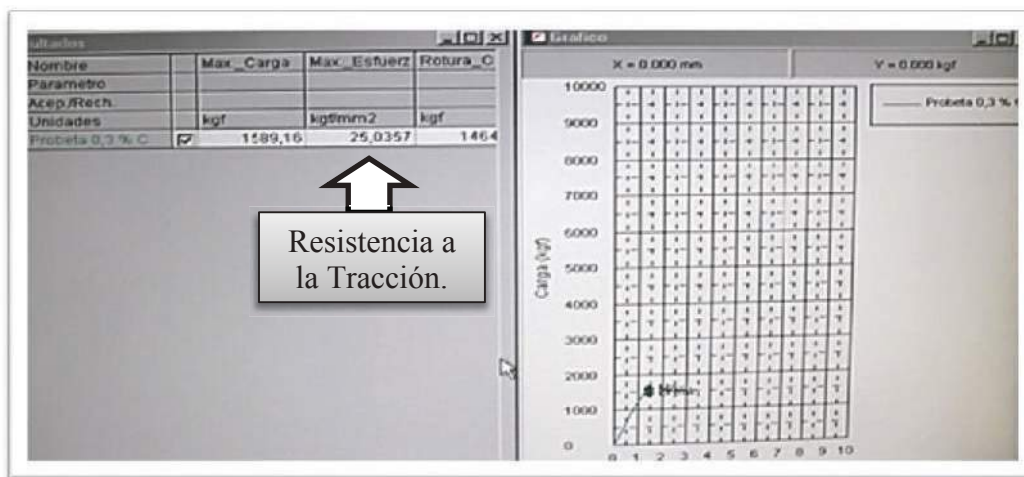 Nombre Max_Carga Max_Esfuerz Rotura_C
Parametro
Acep./Rech.
Unidades kgf kgf/mm2 kgf
Probeta 0,3 % C 1589,16 25,0357 1464
Resistencia a
la Tracción.
Grafico
X = 0.000 mm Y = 0.000 kgf
Probeta 0,3 %
Carga (kgf)
10000
9000
8000
7000
6000
5000
4000
3000
2000
1000
0
0 1 2 3 4 5 6 7 8 9 10